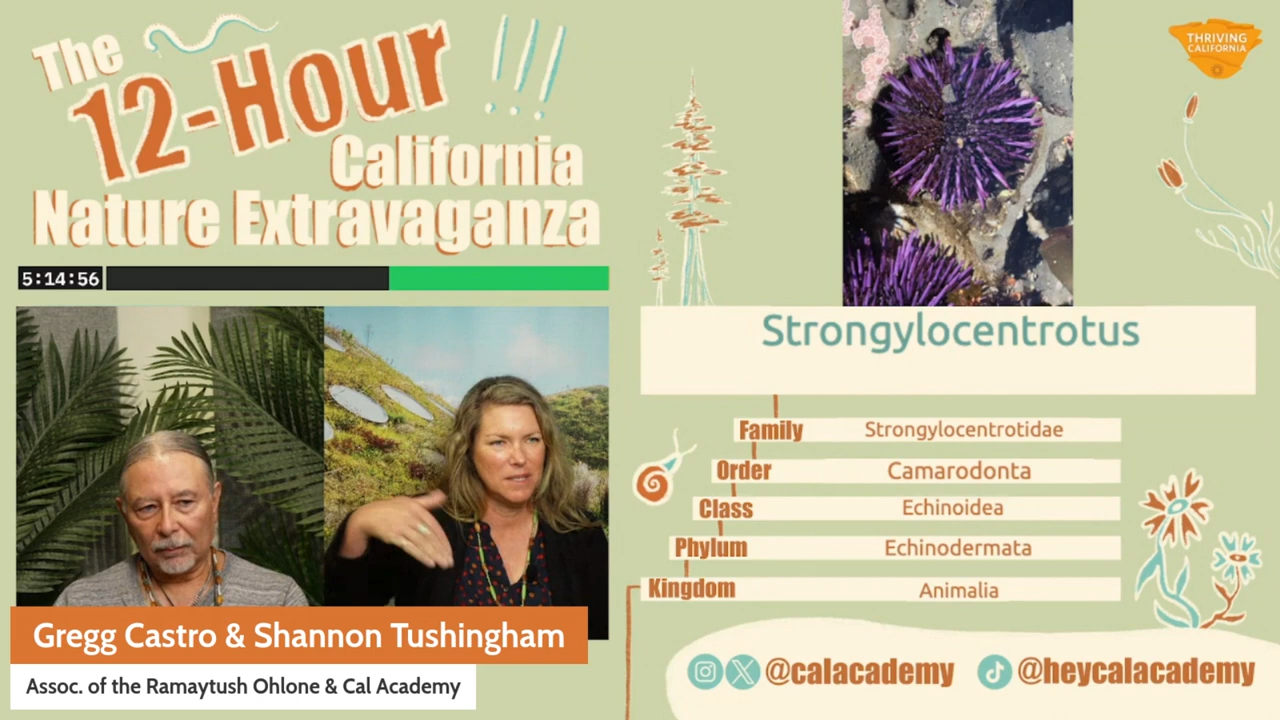 The
12-Hour !!!
California
Nature Extravaganza
5:14:56
Gregg Castro & Shannon Tushingham
Assoc. of the Ramaytush Ohlone & Cal Academy
THRIVING
CALIFORNIA
Strongylocentrotus
Family Strongylocentrotidae
Order Camarodonta
Class Echinoidea
Phylum Echinodermata
Kingdom Animalia
@calacademy @heycalacademy